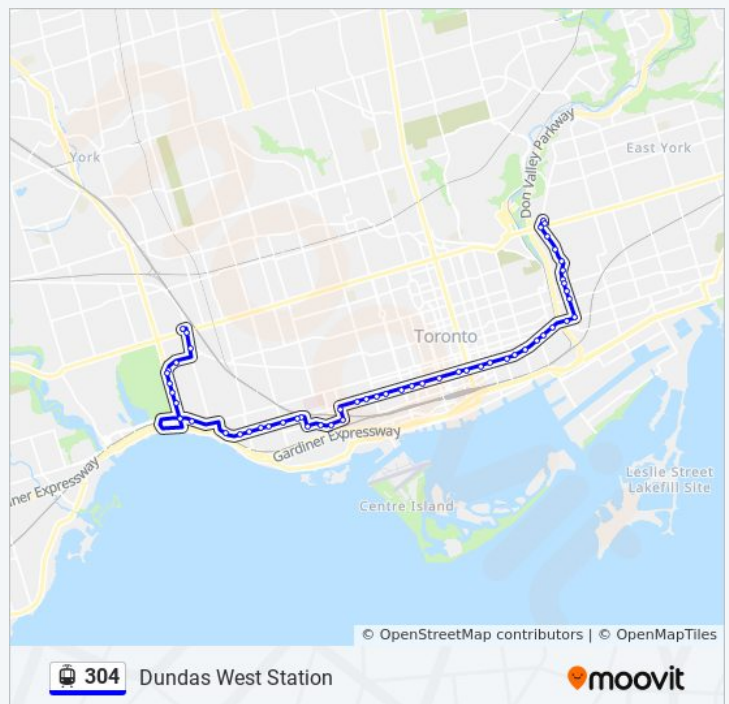 York
East York
Don Valley Parkway
Toronto
Gardiner Expressway
iner Expressway
Leslie Street
Lakefill Site
Centre Island
© OpenStreetMap contributors | © OpenMapTiles
304 Dundas West Station
moovit